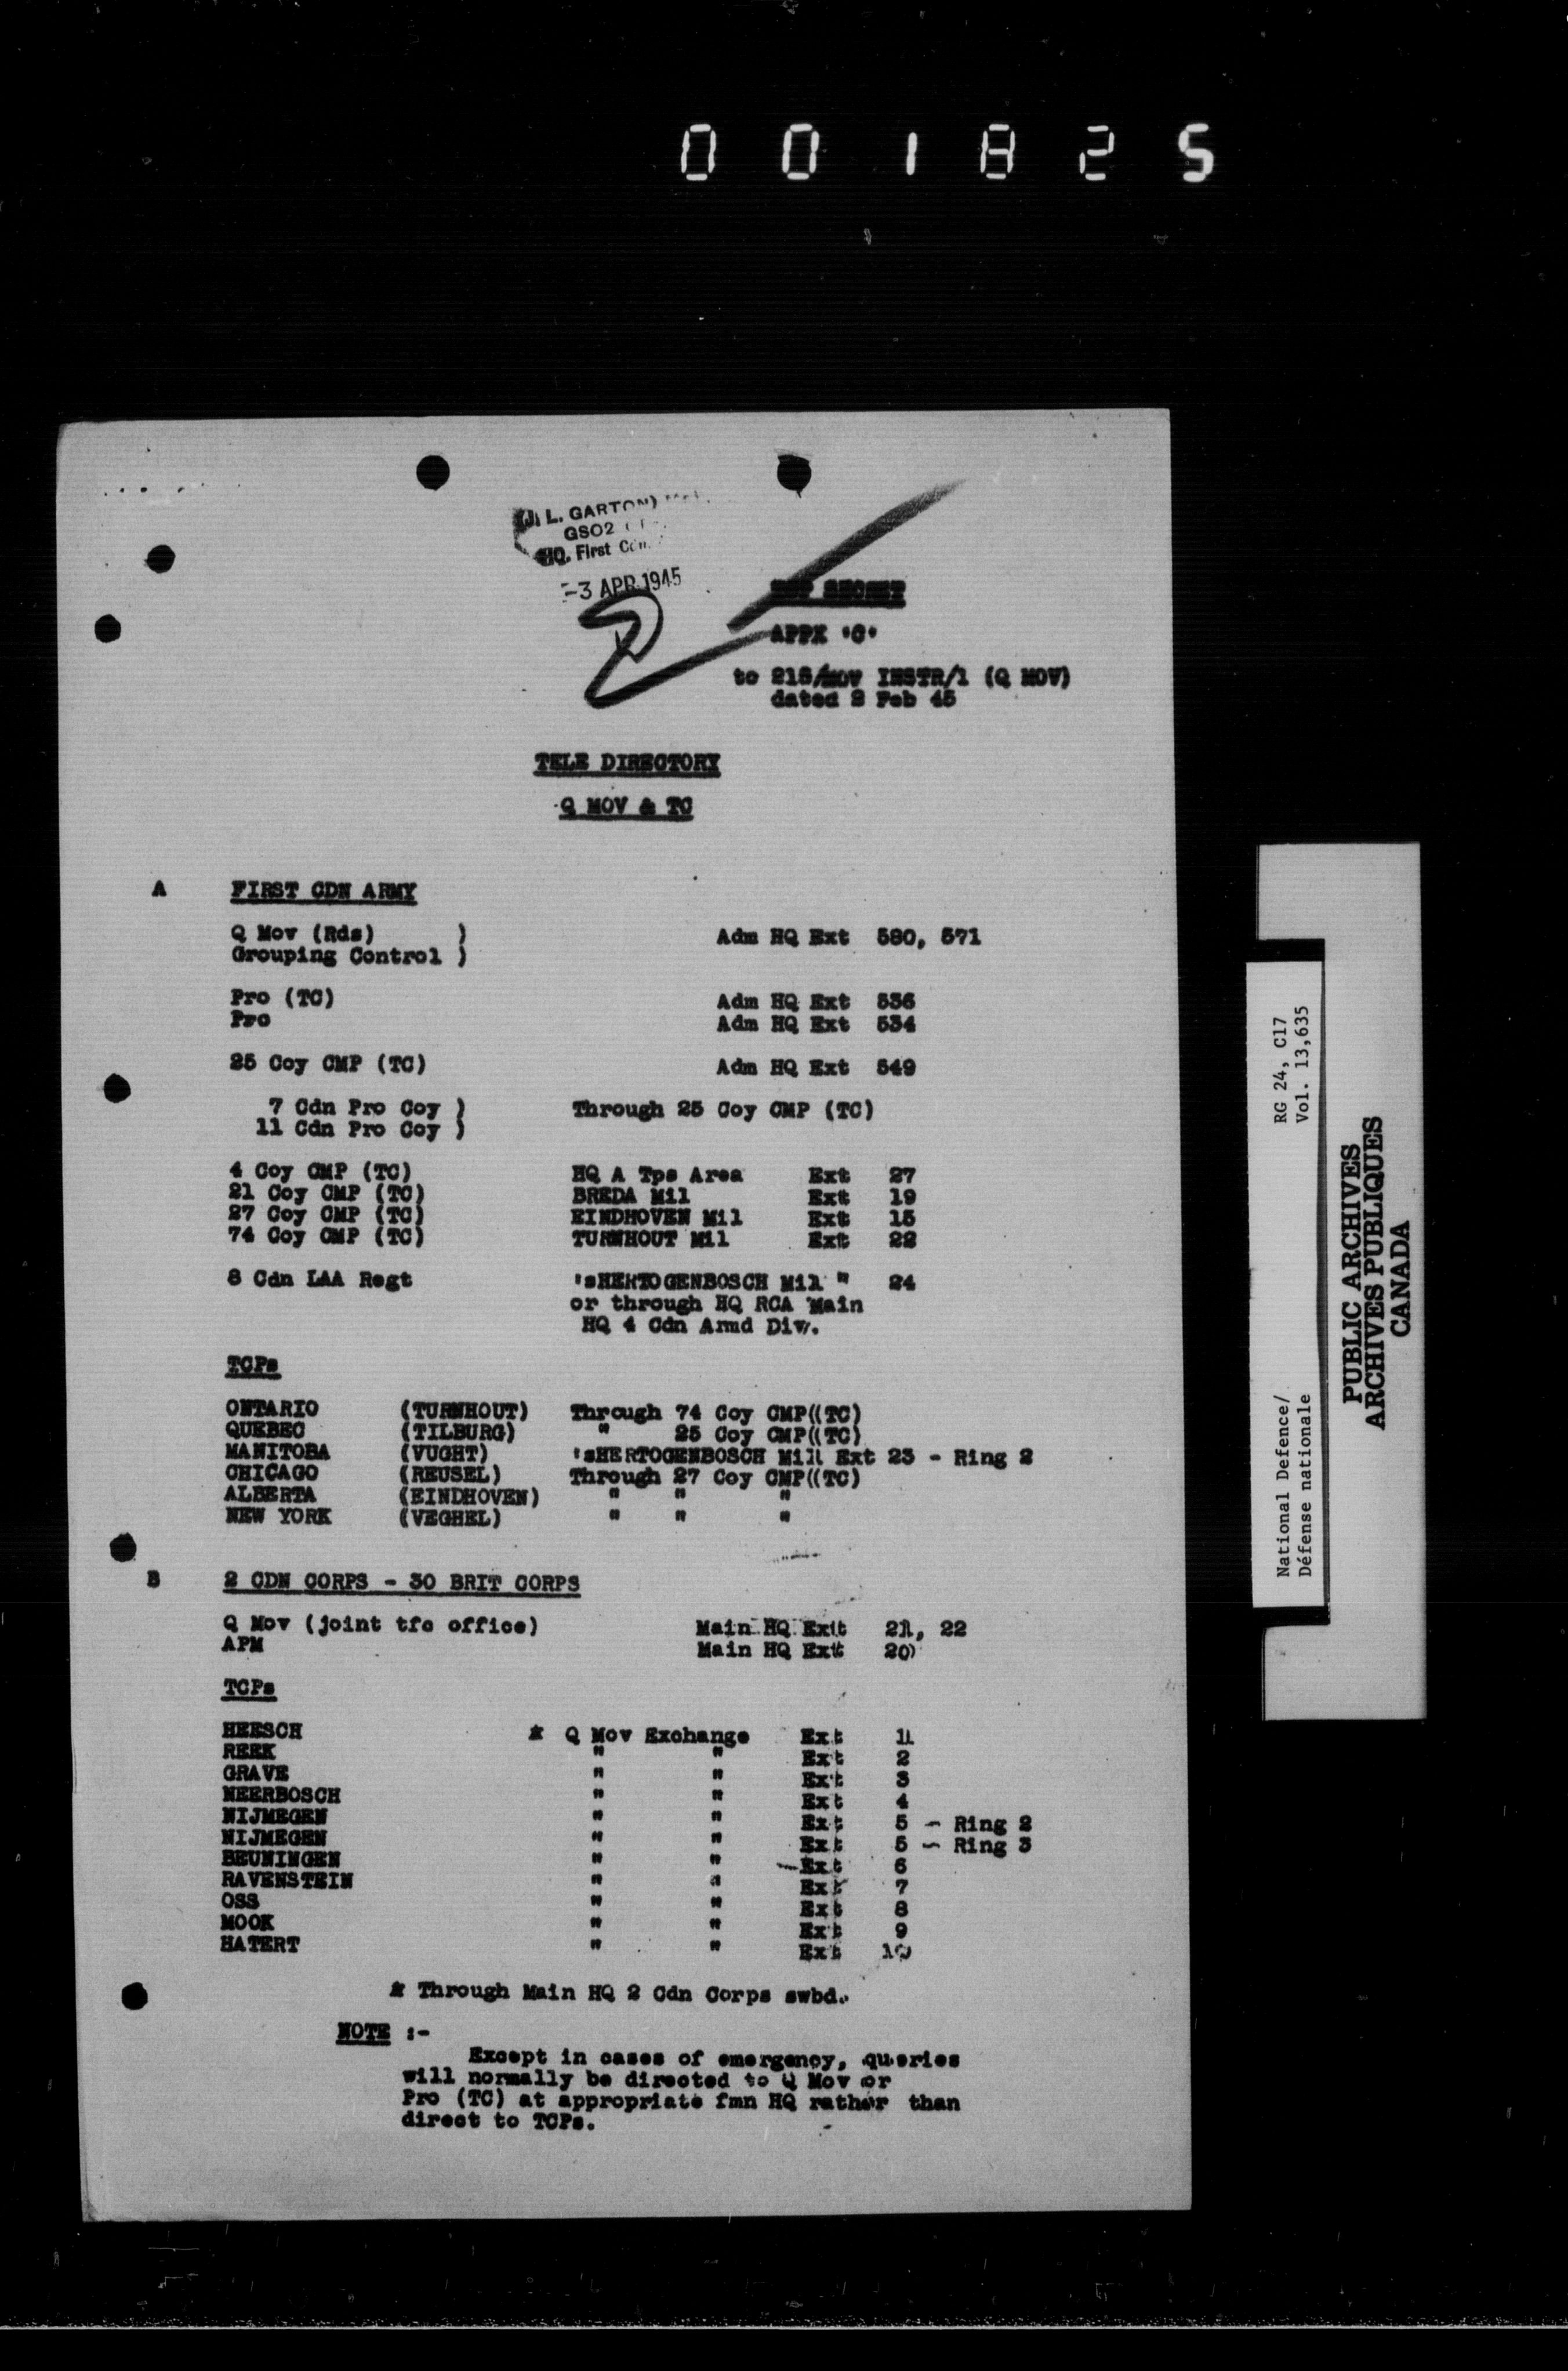 0 0 1 8 2 5
L. GARTON)
GSO2
HQ. First
-3 APR 1945
TOP SECRET
APPX 'C'
to 218/MOV INSTR/1 (Q MOV)
dated 2 Feb 45
TELE DIRECTORY
Q MOV & TC
A FIRST CDN ARMY
Q Mov (Rds) ) Adm HQ Ext 580, 571
Grouping Control )
Pro (TC) Adm HQ Ext 536
Pro Adm HQ Ext 534
25 Coy CMP (TC) Adm HQ Ext 549
7 Cdn Pro Coy ) Through 25 Coy CMP (TC)
11 Cdn Pro Coy )
4 Coy CMP (TC) HQ A Tps Area Ext 27
21 Coy CMP (TC) BREDA Mil Ext 19
27 Coy CMP (TC) EINDHOVEN Mil Ext 15
74 Coy CMP (TC) TURNHOUT Mil Ext 22
8 Cdn LAA Regt 'sHERTOGENBOSCH Mil " 24
or through HQ RCA Main
HQ 4 Cdn Armd Div.
TCPs
ONTARIO (TURNHOUT) Through 74 Coy CMP((TC)
QUEBEC (TILBURG) " 25 Coy CMP((TC)
MANITOBA (VUGHT) 'sHERTOGENBOSCH Mil Ext 23 - Ring 2
CHICAGO (REUSEL) Through 27 Coy CMP((TC)
ALBERTA (EINDHOVEN) " " "
NEW YORK (VEGHEL) " " "
B 2 CDN CORPS - 30 BRIT CORPS
Q Mov (joint tfc office) Main HQ Ext 21, 22
APM Main HQ Ext 20
TCPs
HEESCH * Q Mov Exchange Ext 1
REEK " " Ext 2
GRAVE " " Ext 3
NEERBOSCH " " Ext 4
NIJMEGEN " " Ext 5 - Ring 2
NIJMEGEN " " Ext 5 - Ring 3
BEUNINGEN " " Ext 6
RAVENSTEIN " " Ext 7
OSS " " Ext 8
MOOK " " Ext 9
HATERT " " Ext 10
* Through Main HQ 2 Cdn Corps swbd.
NOTE :-
Except in cases of emergency, queries
will normally be directed to Q Mov or
Pro (TC) at appropriate fmn HQ rather than
direct to TCPs.
National Defence/ RG 24, C17
Défense nationale Vol. 13,635
PUBLIC ARCHIVES
ARCHIVES PUBLIQUES
CANADA